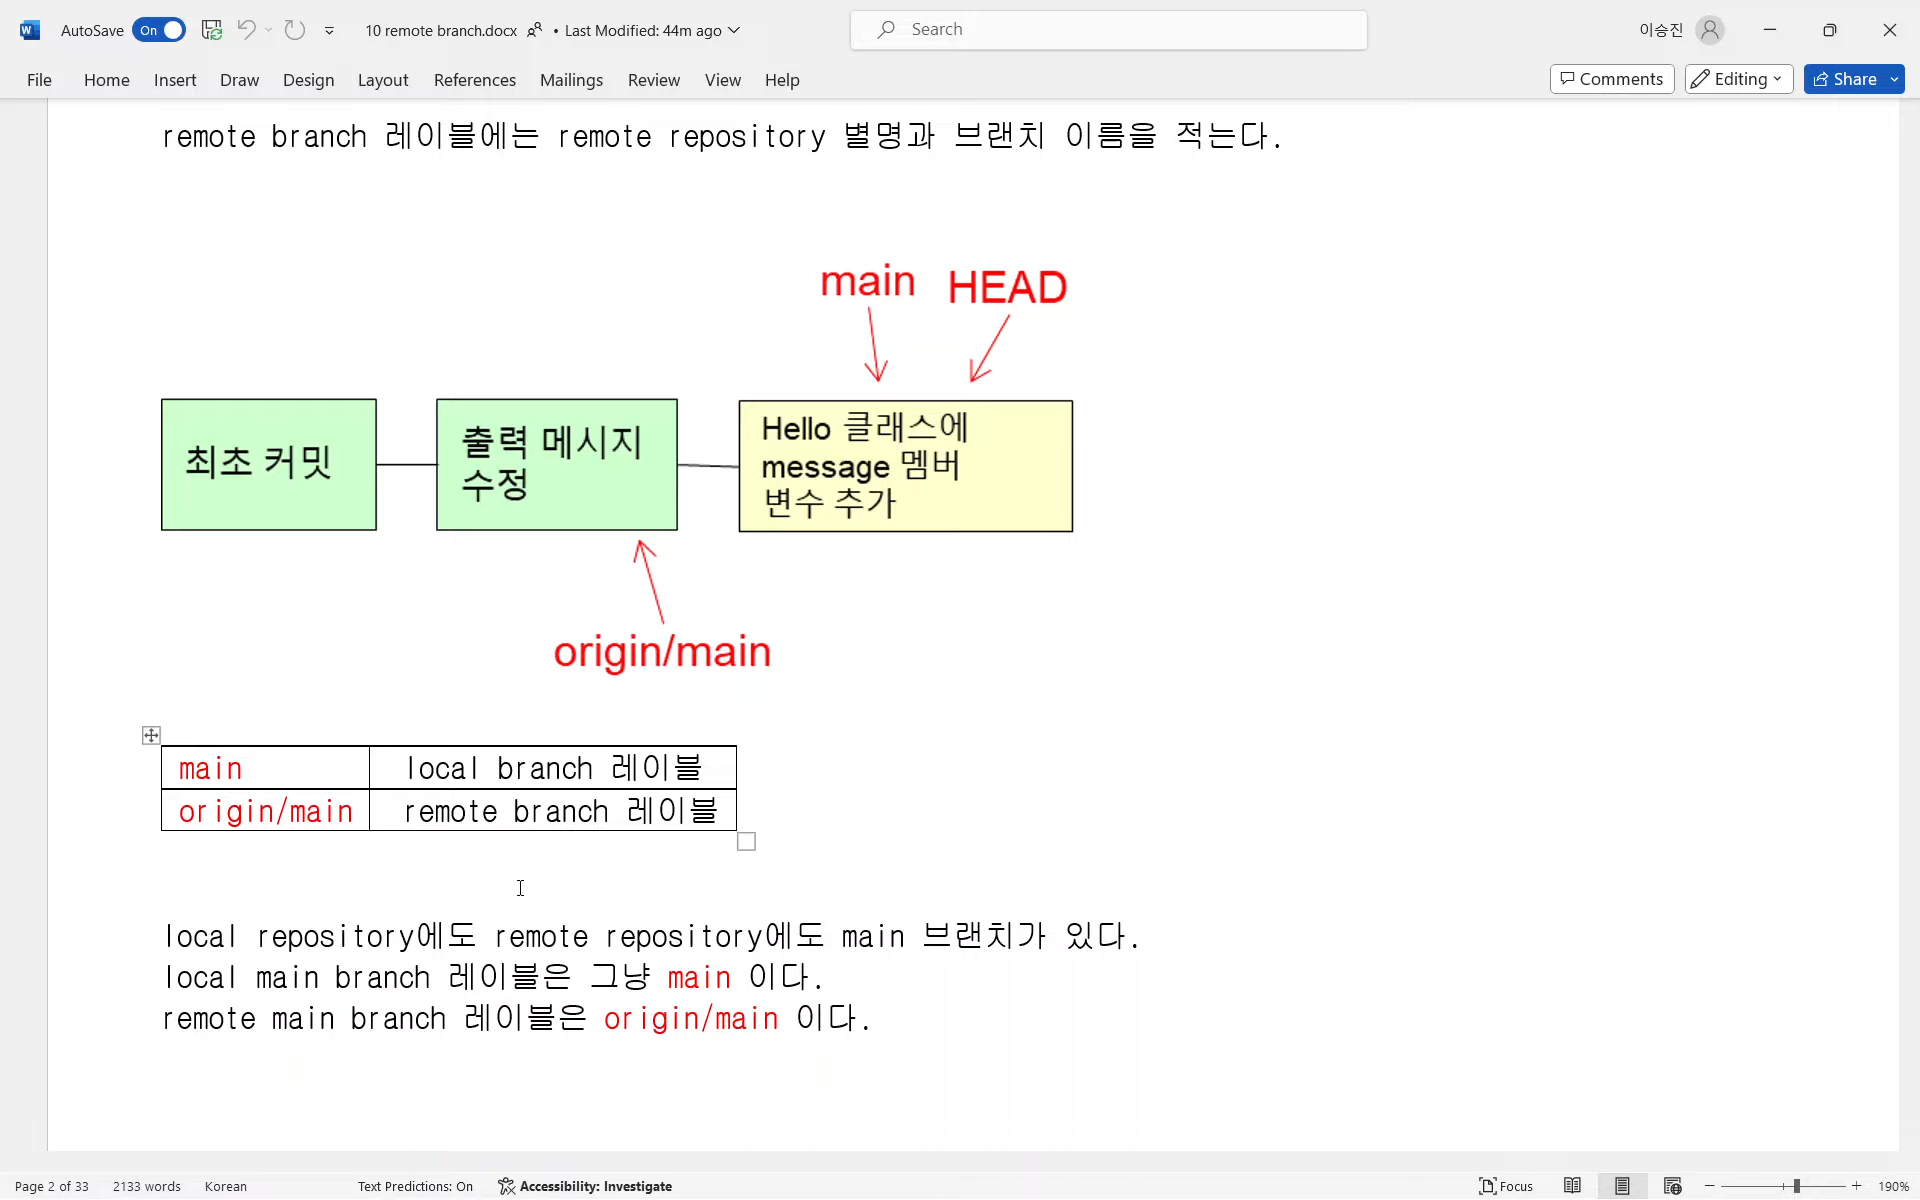 AutoSave On 10 remote branch.docx • Last Modified: 44m ago Search 이승진
File Home Insert Draw Design Layout References Mailings Review View Help Comments Editing Share
remote branch 레이블에는 remote repository 별명과 브랜치 이름을 적는다.
main HEAD
최초 커밋
출력 메시지
수정
Hello 클래스에
message 멤버
변수 추가
origin/main
main local branch 레이블
origin/main remote branch 레이블
local repository에도 remote repository에도 main 브랜치가 있다.
local main branch 레이블은 그냥 main 이다.
remote main branch 레이블은 origin/main 이다.
Page 2 of 33 2133 words Korean Text Predictions: On Accessibility: Investigate Focus 190%